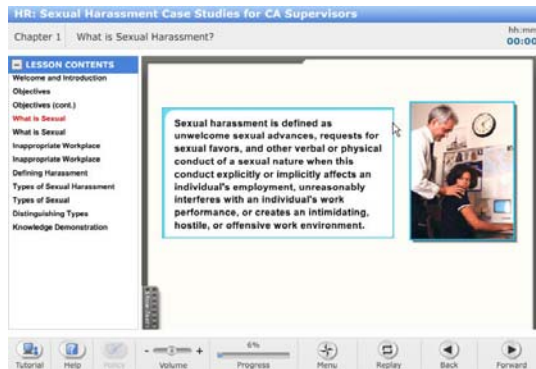 HR: Sexual Harassment Case Studies for CA Supervisors
Chapter 1 What is Sexual Harassment?
hh:mm
00:00
LESSON CONTENTS
Welcome and Introduction
Objectives
Objectives (cont.)
What is Sexual
What is Sexual
Inappropriate Workplace
Inappropriate Workplace
Defining Harassment
Types of Sexual Harassment
Types of Sexual
Distinguishing Types
Knowledge Demonstration
Sexual harassment is defined as
unwelcome sexual advances, requests for
sexual favors, and other verbal or physical
conduct of a sexual nature when this
conduct explicitly or implicitly affects an
individual's employment, unreasonably
interferes with an individual's work
performance, or creates an intimidating,
hostile, or offensive work environment.
- +
6%
Tutorial Help Policy Volume Progress Menu Replay Back Forward